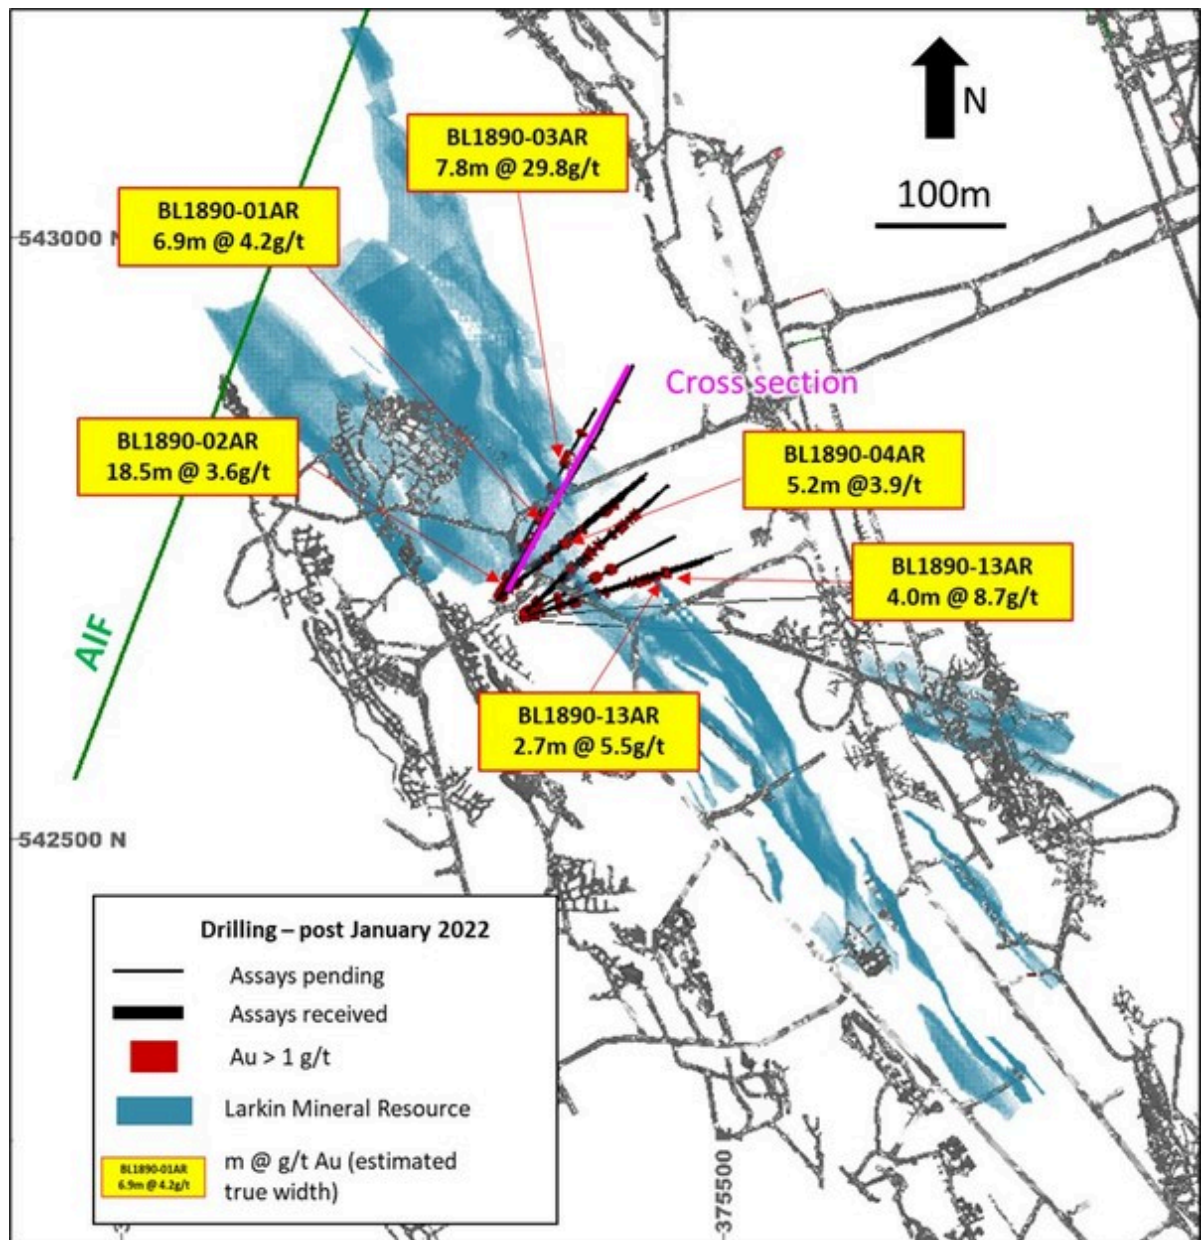 N
100m
BL1890-03AR
7.8m @ 29.8g/t
BL1890-01AR
6.9m @ 4.2g/t
543000 N
Cross section
BL1890-02AR
18.5m @ 3.6g/t
BL1890-04AR
5.2m @3.9/t
BL1890-13AR
4.0m @ 8.7g/t
AIF
BL1890-13AR
2.7m @ 5.5g/t
542500 N
Drilling – post January 2022
Assays pending
Assays received
Au > 1 g/t
Larkin Mineral Resource
BL1890-01AR
6.9m @ 4.2g/t
m @ g/t Au (estimated
true width)
375500